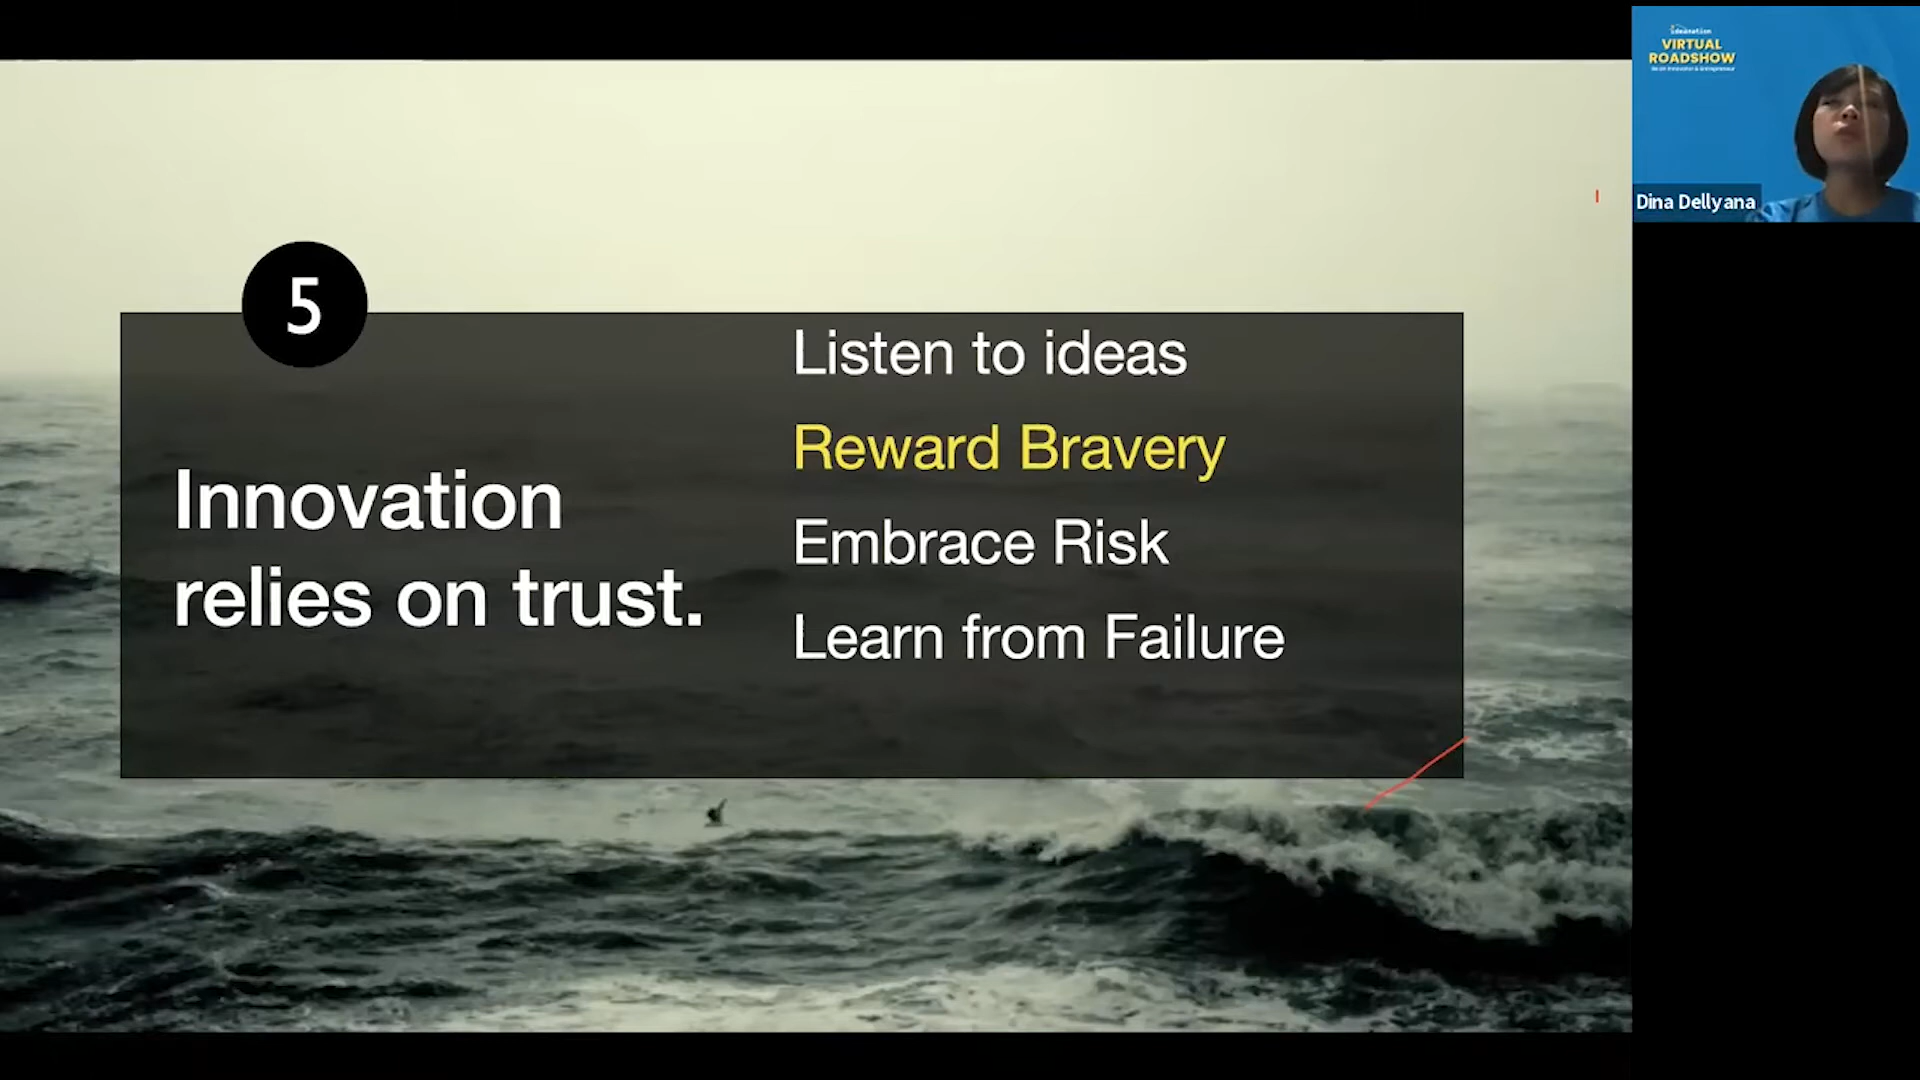 ideanation
VIRTUAL
ROADSHOW
Dina Dellyana
5
Innovation
relies on trust.
Listen to ideas
Reward Bravery
Embrace Risk
Learn from Failure